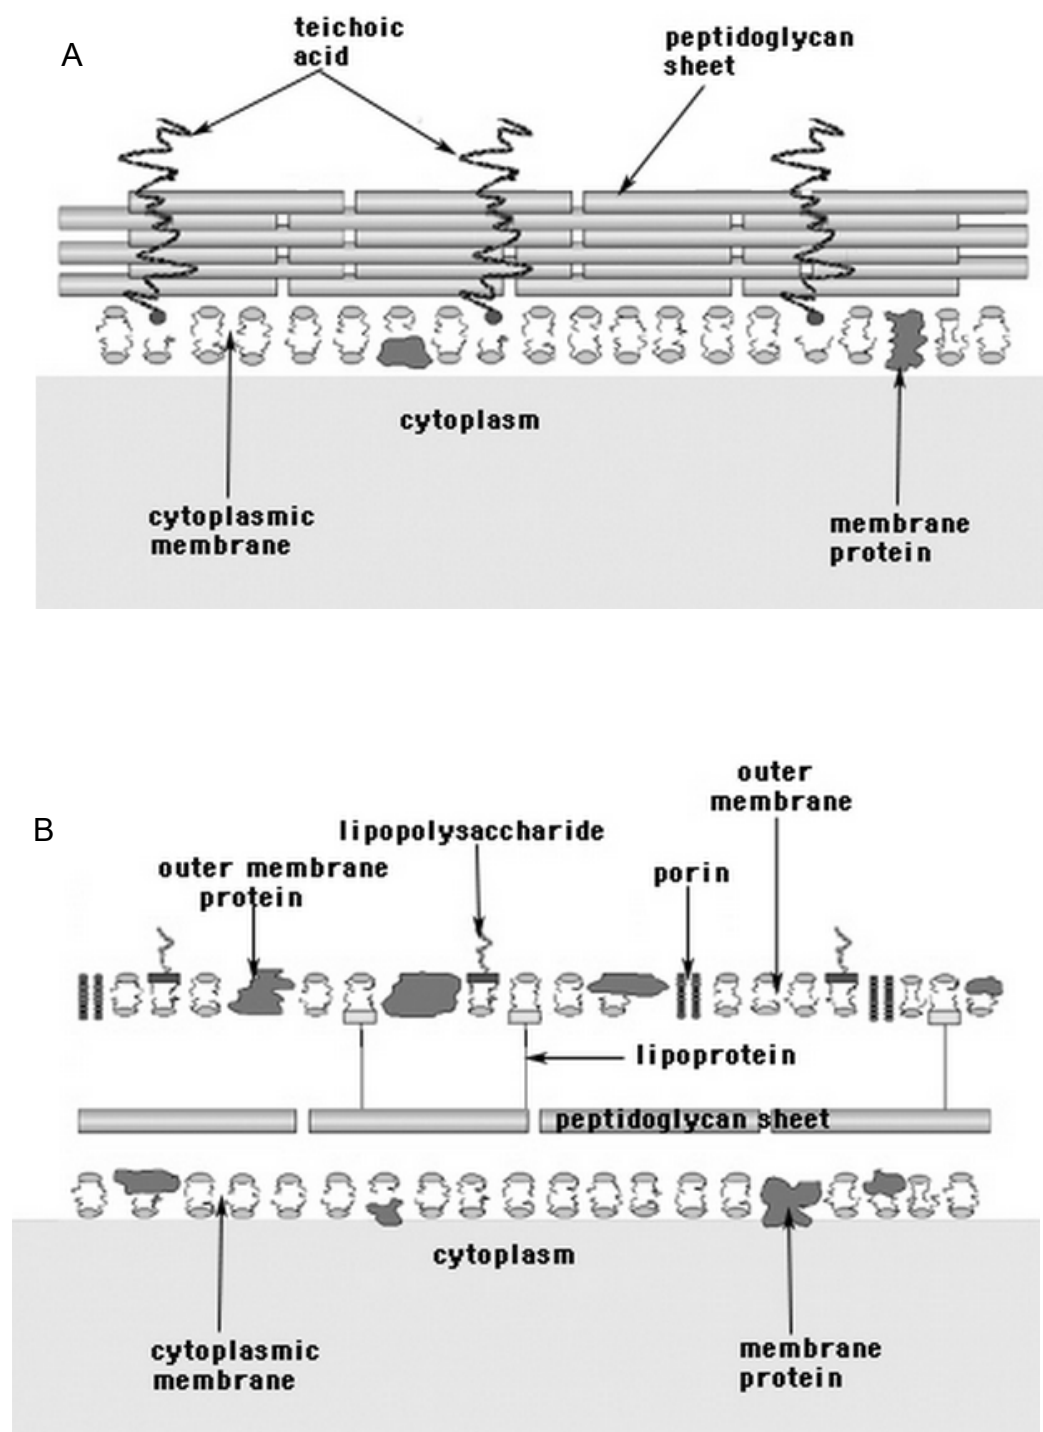 A
teichoic
acid
peptidoglycan
sheet
cytoplasm
cytoplasmic
membrane
membrane
protein
B
outer
membrane
lipopolysaccharide
outer membrane
protein
porin
lipoprotein
peptidoglycan sheet
cytoplasm
cytoplasmic
membrane
membrane
protein